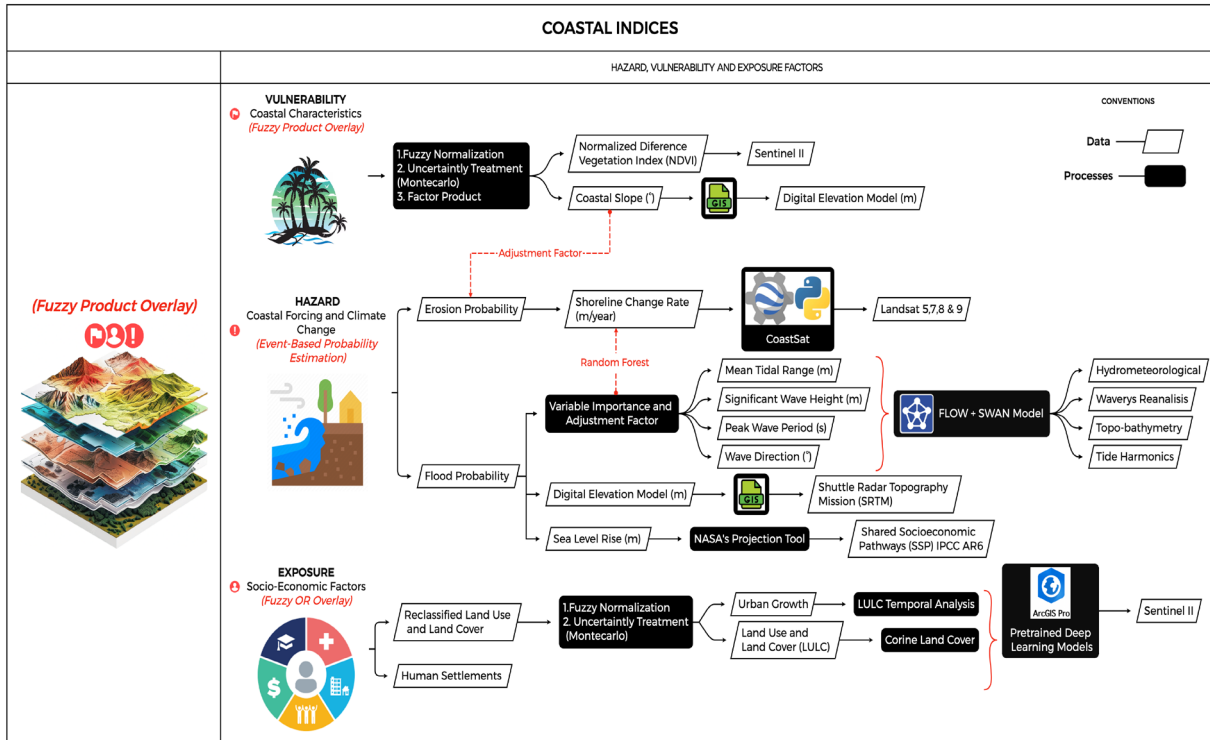 COASTAL INDICES
HAZARD, VULNERABILITY AND EXPOSURE FACTORS
(Fuzzy Product Overlay)
VULNERABILITY
Coastal Characteristics
(Fuzzy Product Overlay)
1.Fuzzy Normalization
2. Uncertaintly Treatment
(Montecarlo)
3. Factor Product
Normalized Diference
Vegetation Index (NDVI)
Sentinel II
Coastal Slope (°)
GIS
Digital Elevation Model (m)
CONVENTIONS
Data
Processes
Adjustment Factor
HAZARD
Coastal Forcing and Climate
Change
(Event-Based Probability
Estimation)
Erosion Probability
Shoreline Change Rate
(m/year)
CoastSat
Landsat 5,7,8 & 9
Random Forest
Flood Probability
Variable Importance and
Adjustment Factor
Mean Tidal Range (m)
Significant Wave Height (m)
Peak Wave Period (s)
Wave Direction (°)
FLOW + SWAN Model
Hydrometeorological
Waverys Reanalisis
Topo-bathymetry
Tide Harmonics
Digital Elevation Model (m)
GIS
Shuttle Radar Topography
Mission (SRTM)
Sea Level Rise (m)
NASA's Projection Tool
Shared Socioeconomic
Pathways (SSP) IPCC AR6
EXPOSURE
Socio-Economic Factors
(Fuzzy OR Overlay)
Reclassified Land Use
and Land Cover
Human Settlements
1.Fuzzy Normalization
2. Uncertaintly Treatment
(Montecarlo)
Urban Growth
LULC Temporal Analysis
Land Use and
Land Cover (LULC)
Corine Land Cover
ArcGIS Pro
Pretrained Deep
Learning Models
Sentinel II